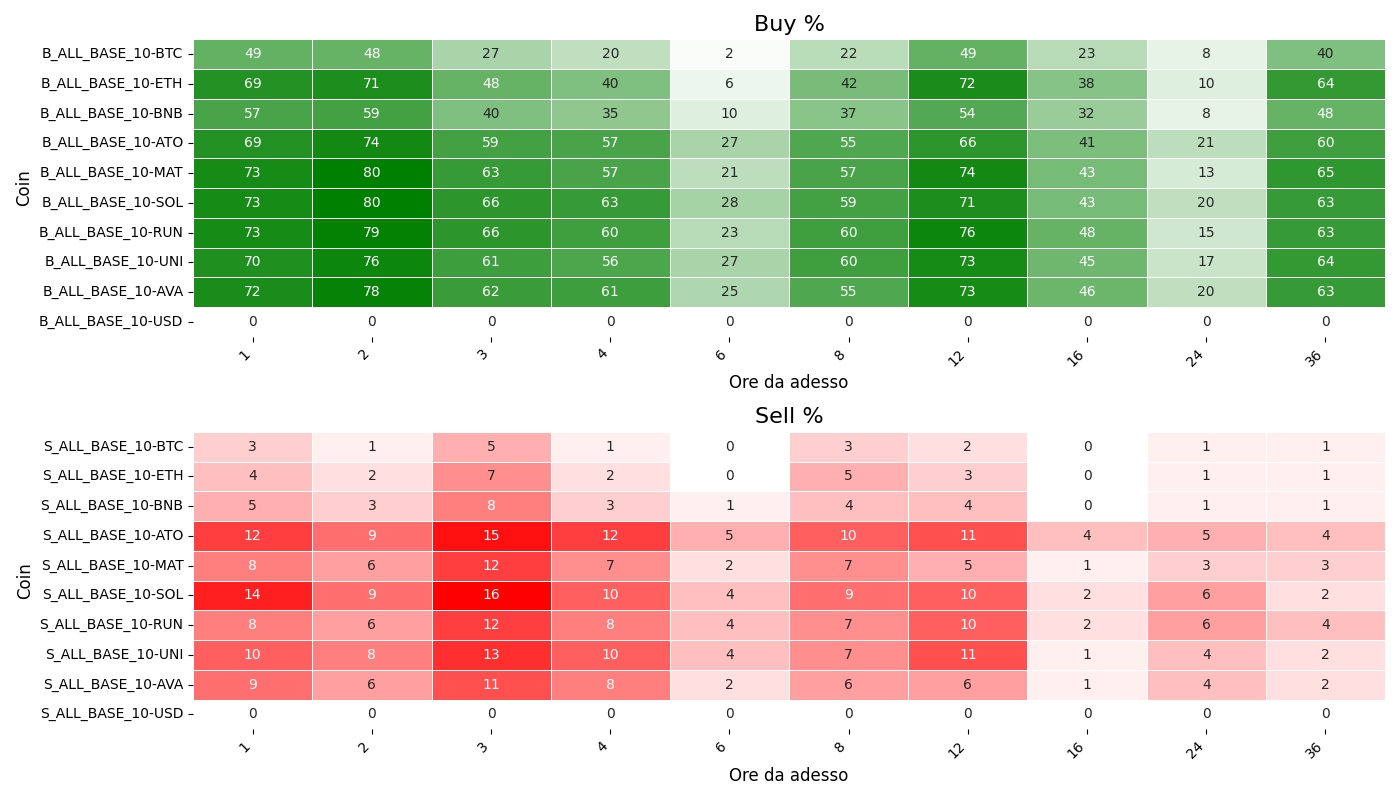 Buy %
Coin
B_ALL_BASE_10-BTC 49 48 27 20 2 22 49 23 8 40
B_ALL_BASE_10-ETH 69 71 48 40 6 42 72 38 10 64
B_ALL_BASE_10-BNB 57 59 40 35 10 37 54 32 8 48
B_ALL_BASE_10-ATO 69 74 59 57 27 55 66 41 21 60
B_ALL_BASE_10-MAT 73 80 63 57 21 57 74 43 13 65
B_ALL_BASE_10-SOL 73 80 66 63 28 59 71 43 20 63
B_ALL_BASE_10-RUN 73 79 66 60 23 60 76 48 15 63
B_ALL_BASE_10-UNI 70 76 61 56 27 60 73 45 17 64
B_ALL_BASE_10-AVA 72 78 62 61 25 55 73 46 20 63
B_ALL_BASE_10-USD 0 0 0 0 0 0 0 0 0 0
1 2 3 4 6 8 12 16 24 36
Ore da adesso
Sell %
Coin
S_ALL_BASE_10-BTC 3 1 5 1 0 3 2 0 1 1
S_ALL_BASE_10-ETH 4 2 7 2 0 5 3 0 1 1
S_ALL_BASE_10-BNB 5 3 8 3 1 4 4 0 1 1
S_ALL_BASE_10-ATO 12 9 15 12 5 10 11 4 5 4
S_ALL_BASE_10-MAT 8 6 12 7 2 7 5 1 3 3
S_ALL_BASE_10-SOL 14 9 16 10 4 9 10 2 6 2
S_ALL_BASE_10-RUN 8 6 12 8 4 7 10 2 6 4
S_ALL_BASE_10-UNI 10 8 13 10 4 7 11 1 4 2
S_ALL_BASE_10-AVA 9 6 11 8 2 6 6 1 4 2
S_ALL_BASE_10-USD 0 0 0 0 0 0 0 0 0 0
1 2 3 4 6 8 12 16 24 36
Ore da adesso